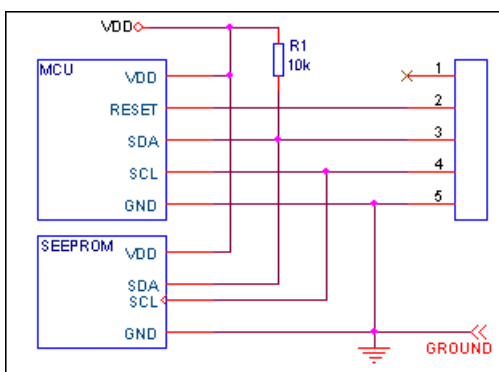 VDD
R1
10k
MCU
VDD
RESET
SDA
SCL
GND
1
2
3
4
5
SEEPROM
VDD
SDA
SCL
GND
GROUND